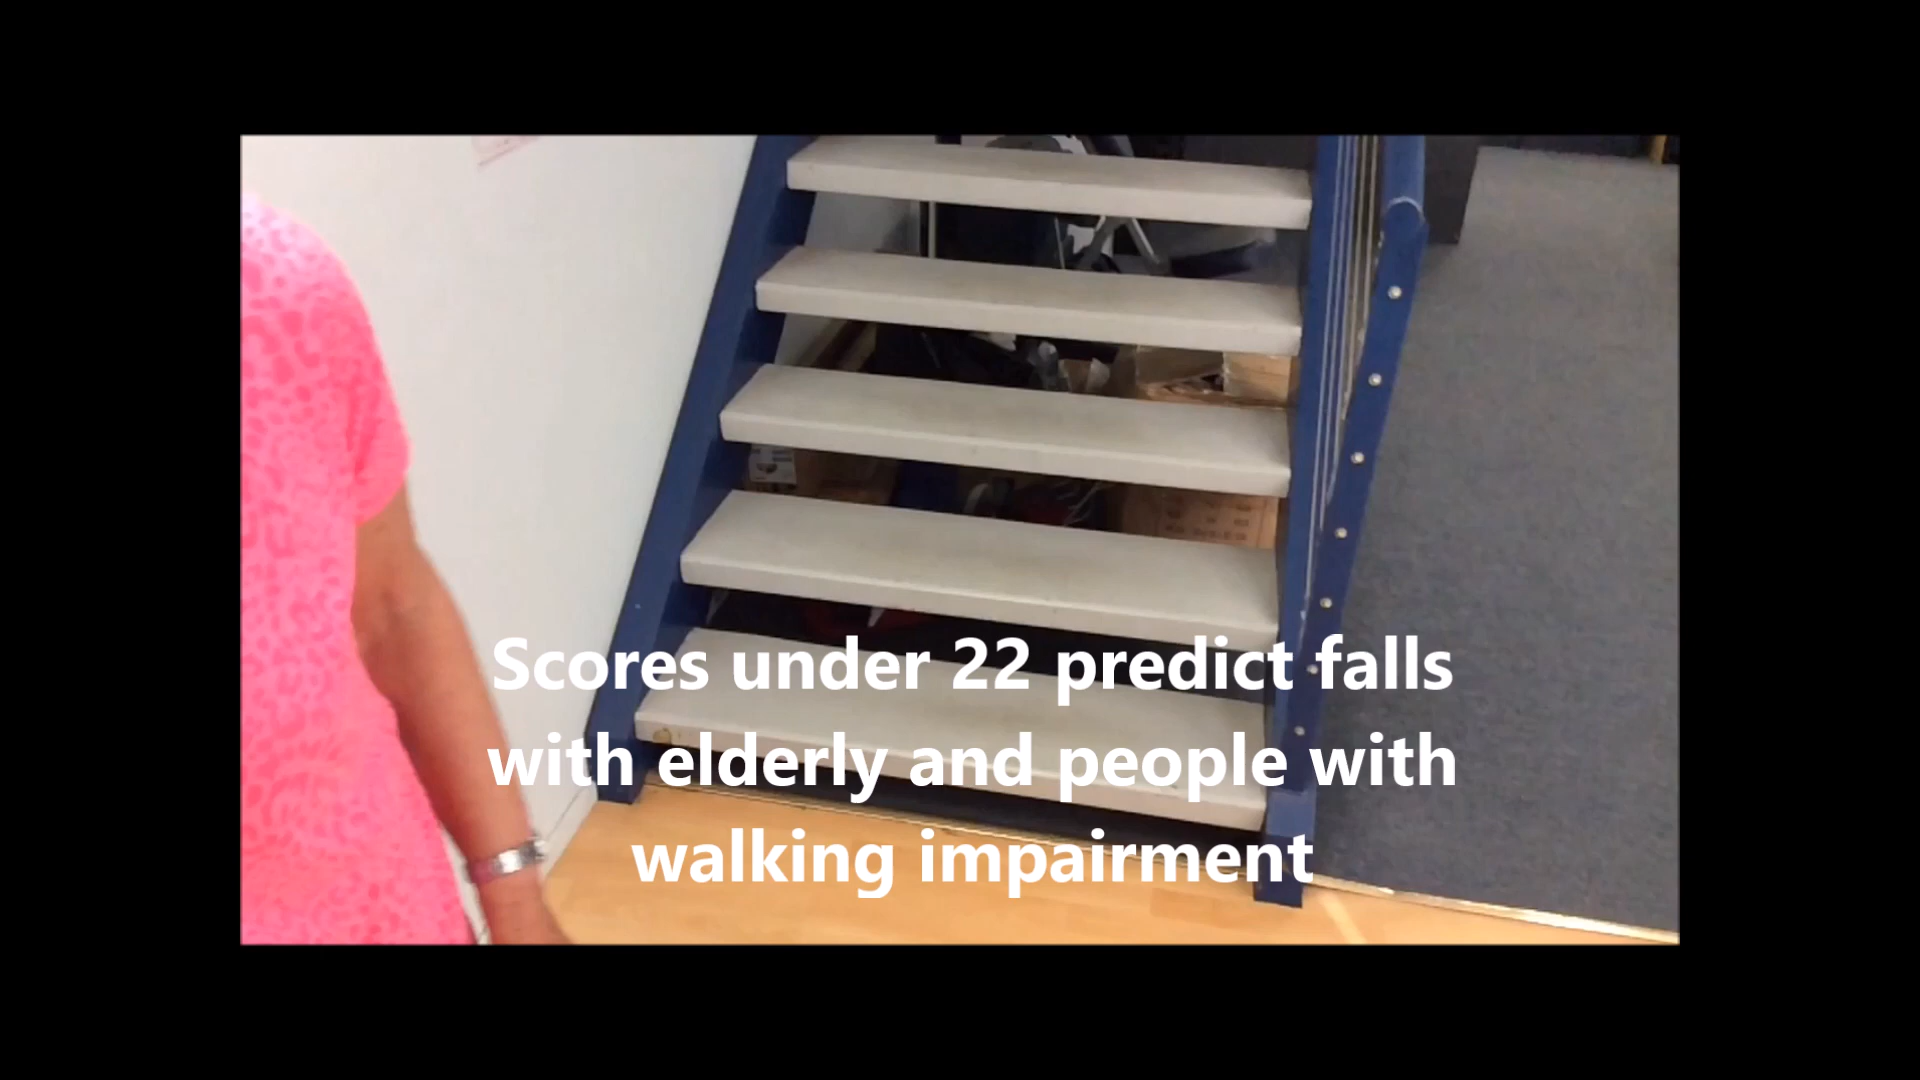 Scores under 22 predict falls
with elderly and people with
walking impairment